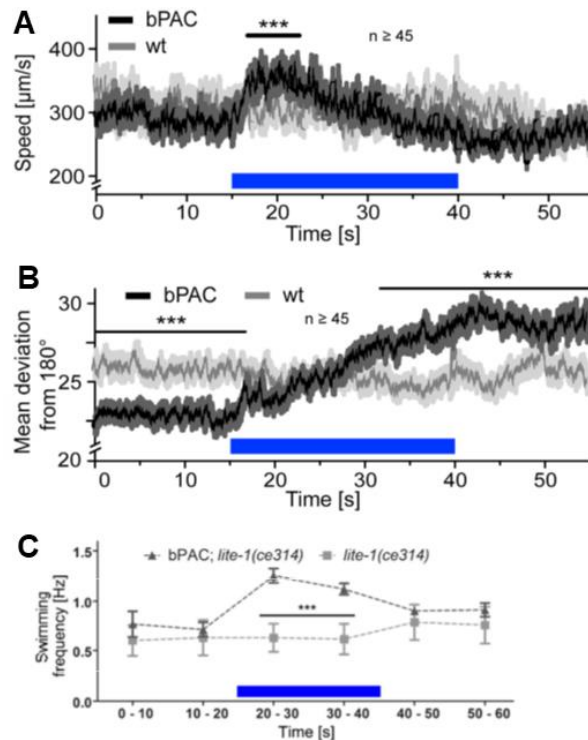 A
bPAC
wt
***
n ≥ 45
Speed [µm/s]
400
300
200
0 10 20 30 40 50
Time [s]
B
bPAC wt
***
***
n ≥ 45
Mean deviation
from 180°
30
25
20
0 10 20 30 40 50
Time [s]
C
bPAC; lite-1(ce314) lite-1(ce314)
***
Swimming
frequency [Hz]
1.5
1.0
0.5
0.0
0 - 10 10 - 20 20 - 30 30 - 40 40 - 50 50 - 60
Time [s]